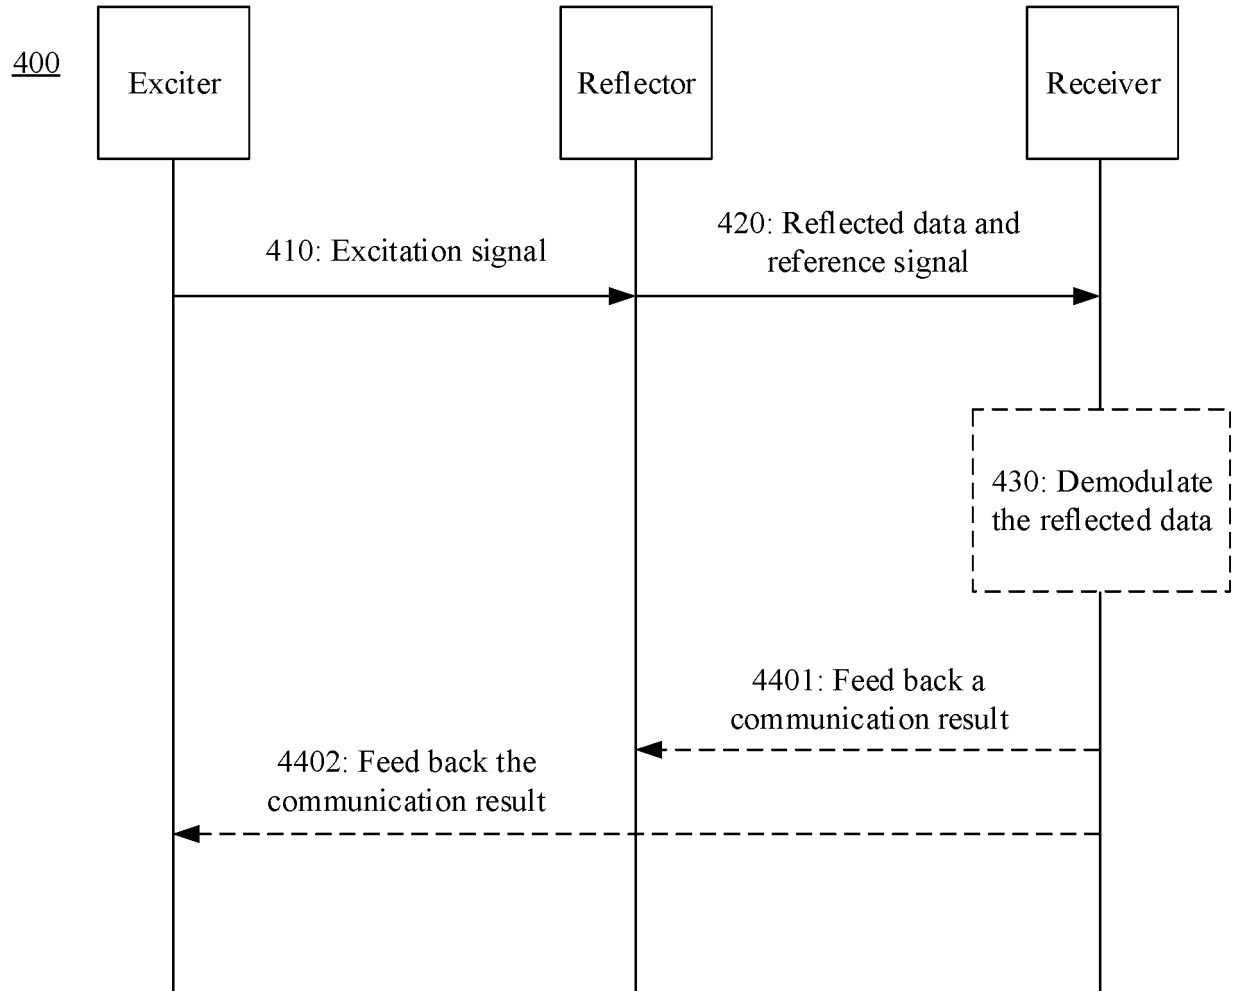 400
Exciter
Reflector
Receiver
410: Excitation signal
420: Reflected data and
reference signal
430: Demodulate
the reflected data
4401: Feed back a
communication result
4402: Feed back the
communication result